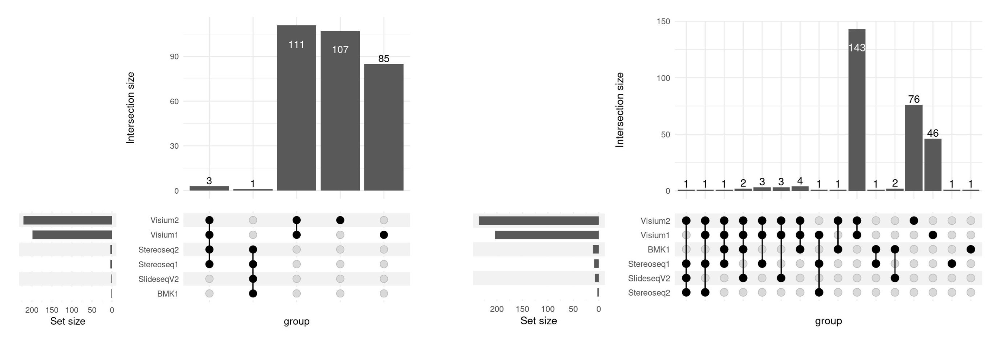 111
107
85
3
1
90
60
30
0
Intersection size
Visium2
Visium1
Stereoseq2
Stereoseq1
SlideseqV2
BMK1
200 150 100 50 0
Set size
group
150
100
50
0
Intersection size
1 1 1 2 3 3 4 1 1 143 1 2 76 46 1 1
Visium2
Visium1
BMK1
Stereoseq1
SlideseqV2
Stereoseq2
200 150 100 50 0
Set size
group